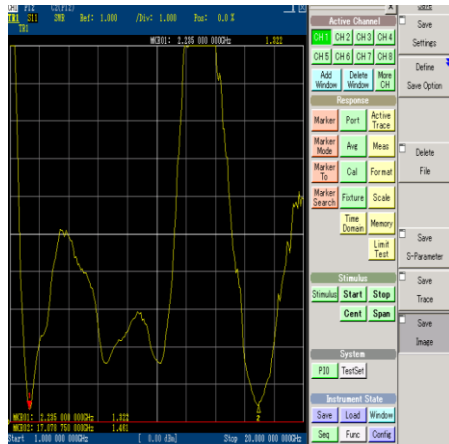 TR1 S11 SWR Ref: 1.000 /Div: 1.000 Pos: 0.0 %
TR1
MKR01: 2.235 000 000GHz 1.322
MKR01: 2.235 000 000GHz 1.322
MKR02: 17.070 750 000GHz 1.481
2
Start 1.000 000 000GHz [ 0.00 dBm] Stop 20.000 000 000GHz
x
Active Channel
CH 1 CH 2 CH 3 CH 4
CH 5 CH 6 CH 7 CH 8
Add Window Delete Window More CH
Response
Marker Port Active Trace
Marker Mode Avg Meas
Marker To Cal Format
Marker Search Fixture Scale
Time Domain Memory
Limit Test
Stimulus
Stimulus Start Stop
Cent Span
System
PIO TestSet
Instrument State
Save Load Window
Seq Func Config
Save
Settings
Define
Save Option
Delete
File
Save
S-Parameter
Save
Trace
Save
Image